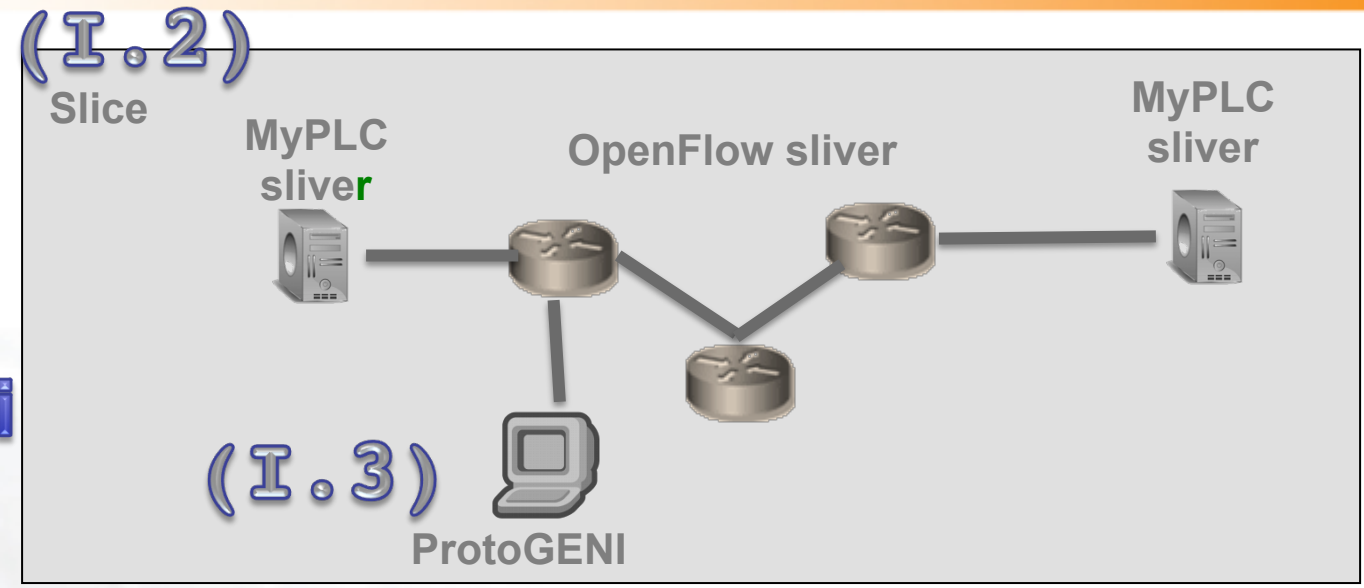 (I.2)
Slice
MyPLC
sliver
OpenFlow sliver
MyPLC
sliver
i
(I.3)
ProtoGENI